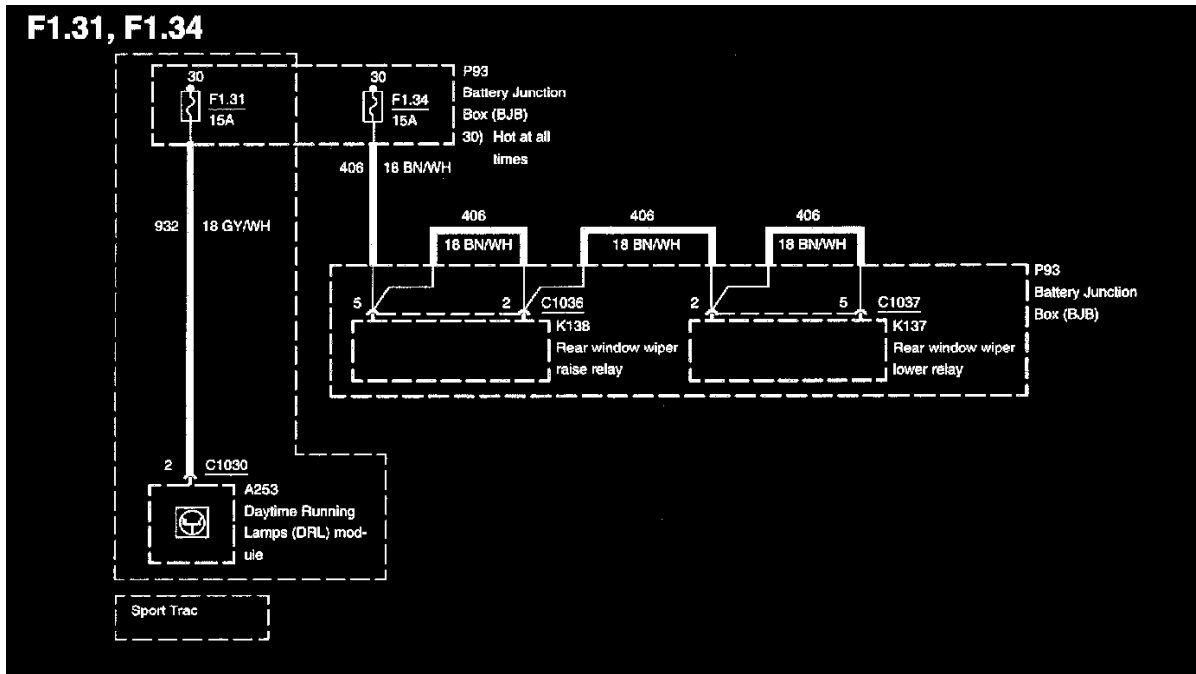 F1.31, F1.34
30
F1.31
15A
30
F1.34
15A
P93
Battery Junction
Box (BJB)
30) Hot at all
times
406
18 BN/WH
932
18 GY/WH
406
18 BN/WH
406
18 BN/WH
406
18 BN/WH
P93
Battery Junction
Box (BJB)
5
2
C1036
2
5
C1037
K138
Rear window wiper
raise relay
K137
Rear window wiper
lower relay
2
C1030
A253
Daytime Running
Lamps (DRL) mod-
ule
Sport Trac